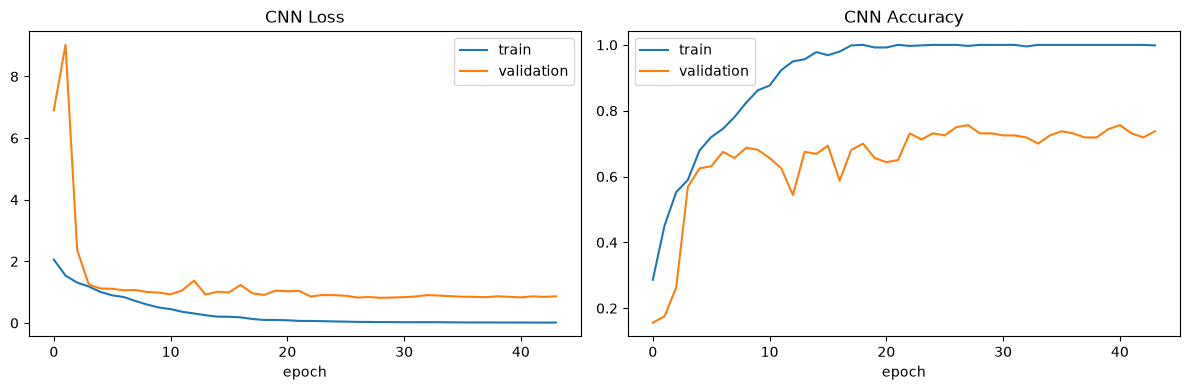 CNN Loss
train
validation
8
6
4
2
0
0 10 20 30 40
epoch
CNN Accuracy
train
validation
1.0
0.8
0.6
0.4
0.2
0 10 20 30 40
epoch